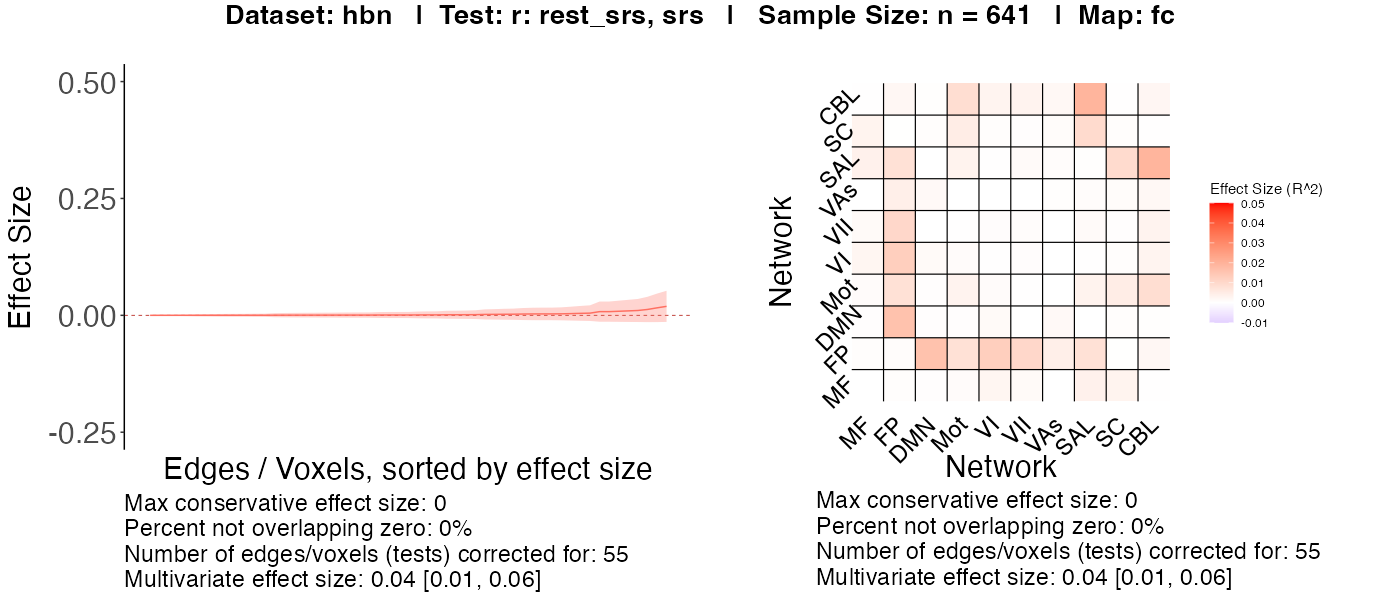 Dataset: hbn | Test: r: rest_srs, srs | Sample Size: n = 641 | Map: fc
Effect Size
0.50
0.25
0.00
-0.25
Edges / Voxels, sorted by effect size
Max conservative effect size: 0
Percent not overlapping zero: 0%
Number of edges/voxels (tests) corrected for: 55
Multivariate effect size: 0.04 [0.01, 0.06]
Network
CBL
SC
SAL
VAs
VII
VI
Mot
DMN
FP
MF
MF FP DMN Mot VI VII VAs SAL SC CBL
Network
Effect Size (R^2)
0.05
0.04
0.03
0.02
0.01
0.00
-0.01
Max conservative effect size: 0
Percent not overlapping zero: 0%
Number of edges/voxels (tests) corrected for: 55
Multivariate effect size: 0.04 [0.01, 0.06]